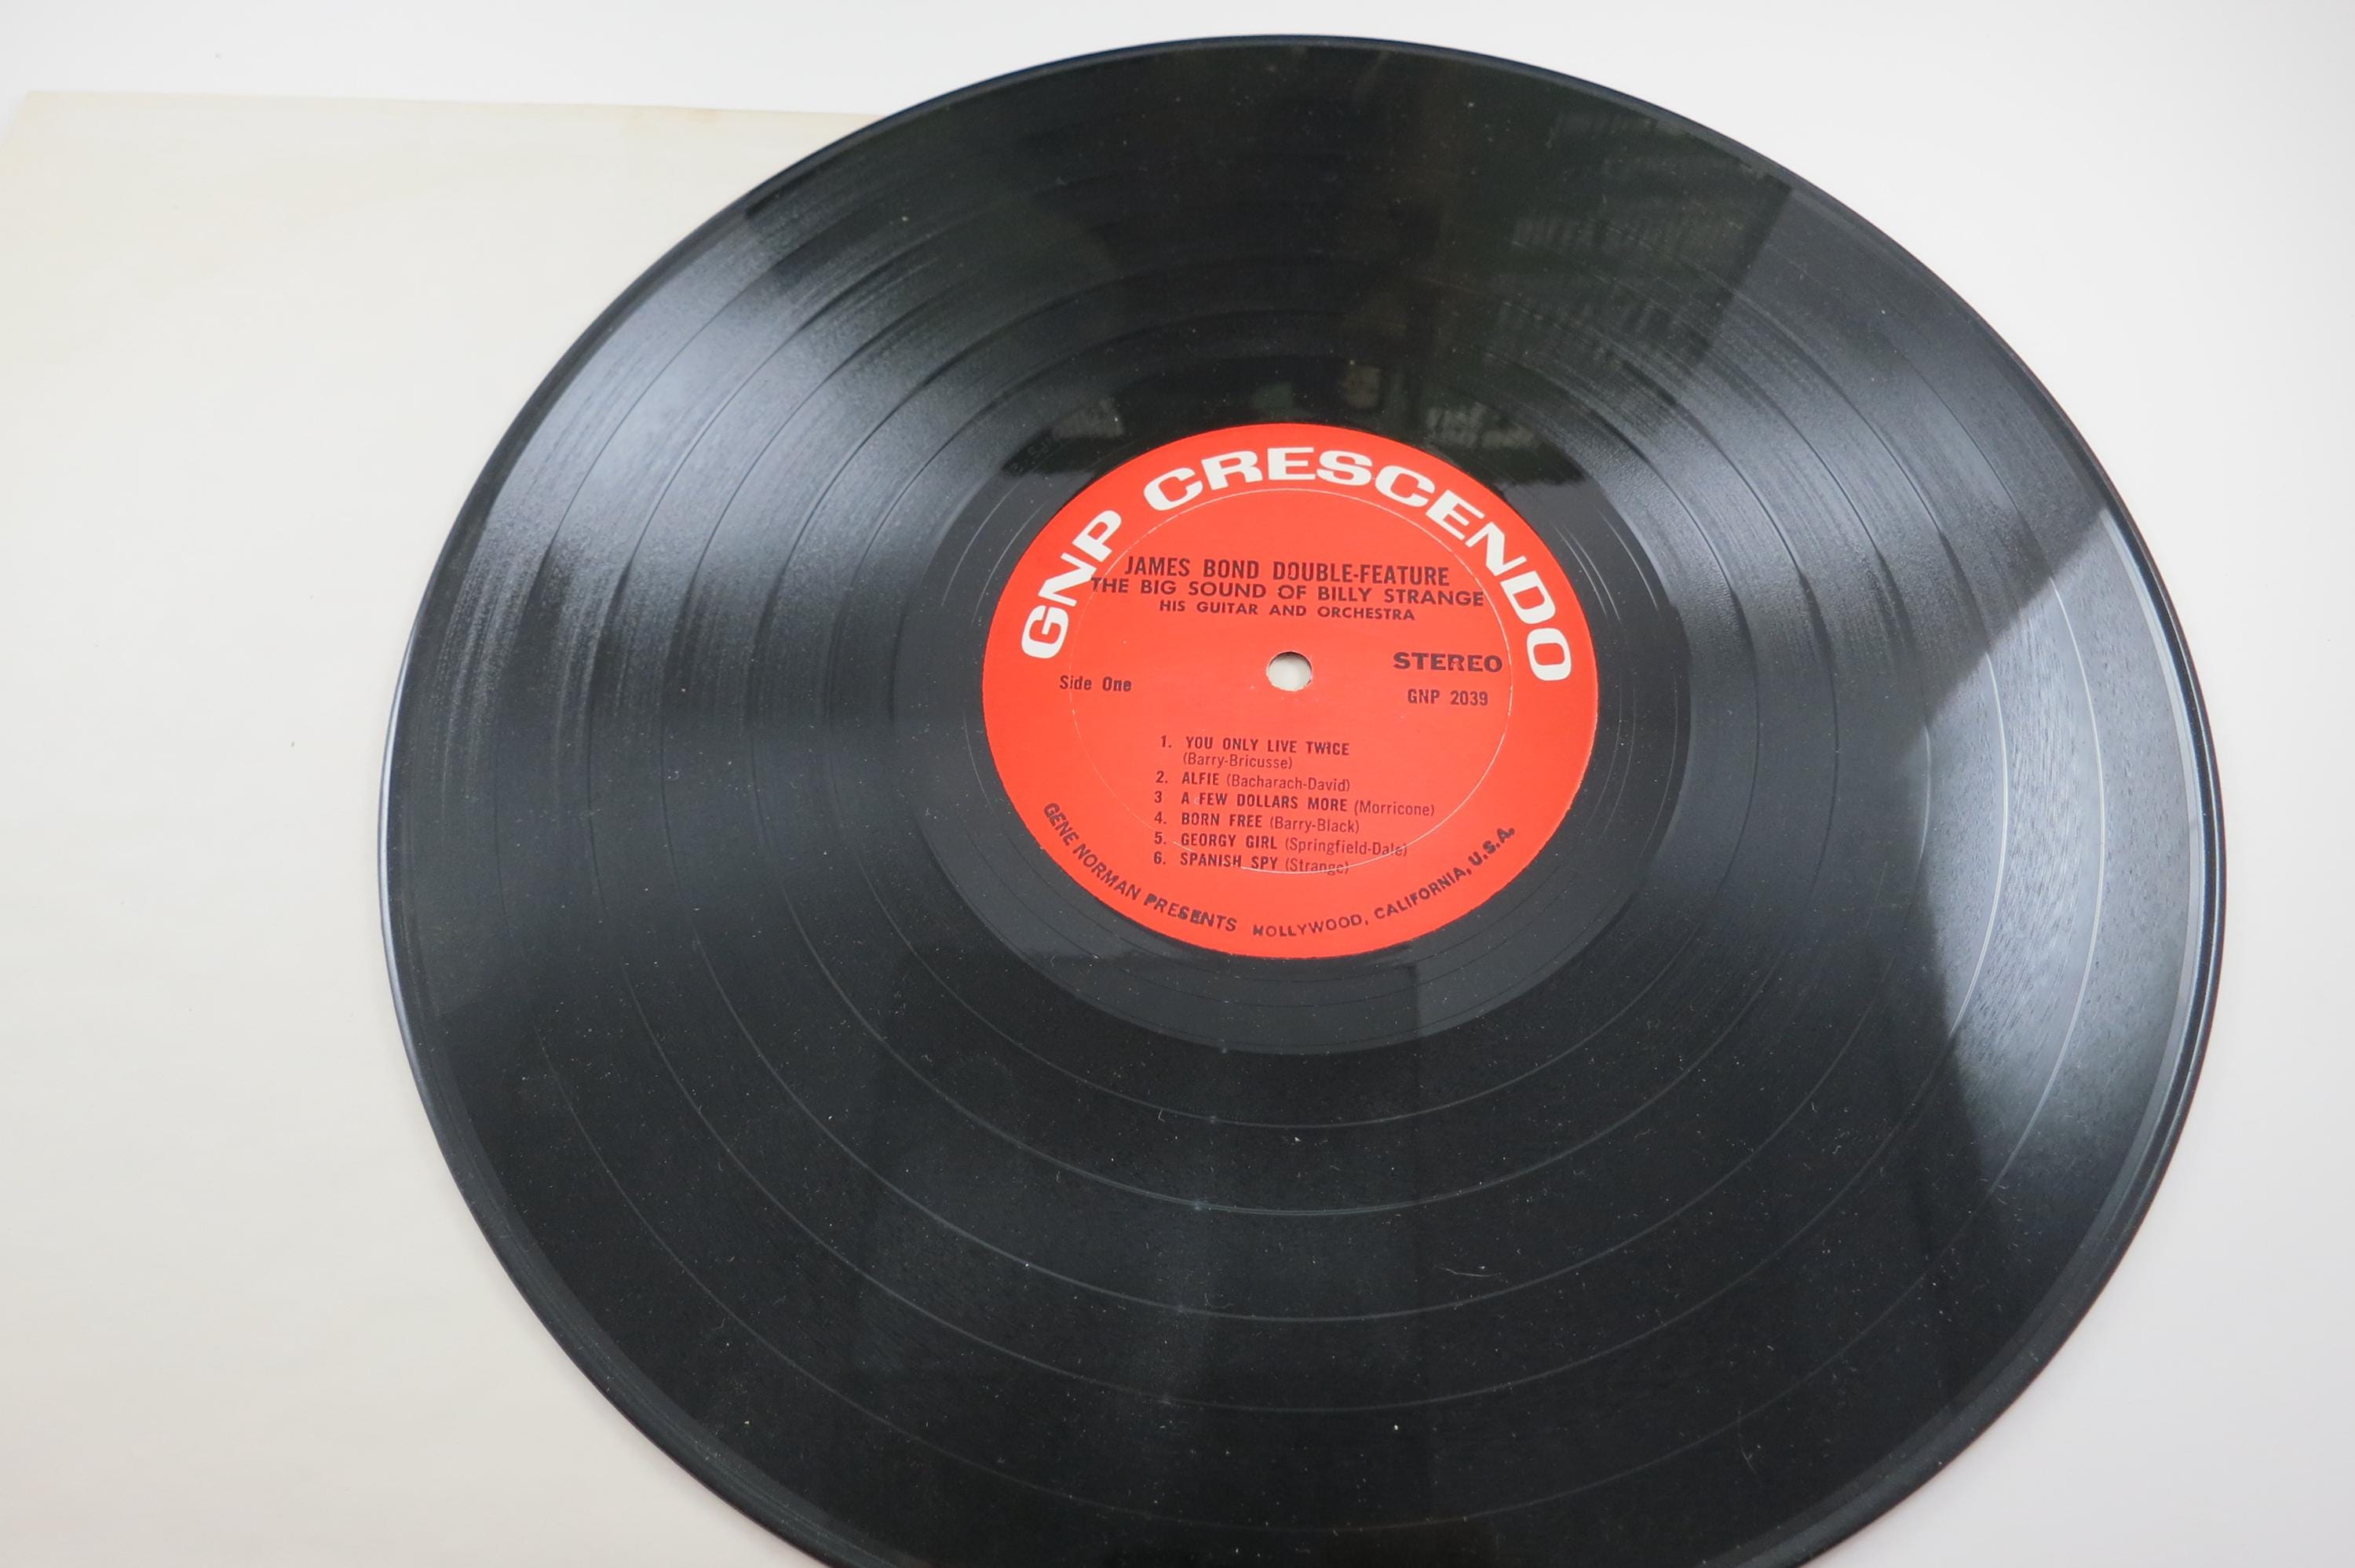 GNP CRESCENDO
JAMES BOND DOUBLE-FEATURE
THE BIG SOUND OF BILLY STRANGE
HIS GUITAR AND ORCHESTRA
STEREO
Side One
GNP 2039
1. YOU ONLY LIVE TWICE
(Barry-Bricusse)
2. ALFIE (Bacharach-David)
3 A FEW DOLLARS MORE (Morricone)
4. BORN FREE (Barry-Black)
5. GEORGY GIRL (Springfield-Dale)
6. SPANISH SPY (Strange)
GENE NORMAN PRESENTS HOLLYWOOD, CALIFORNIA, U.S.A.